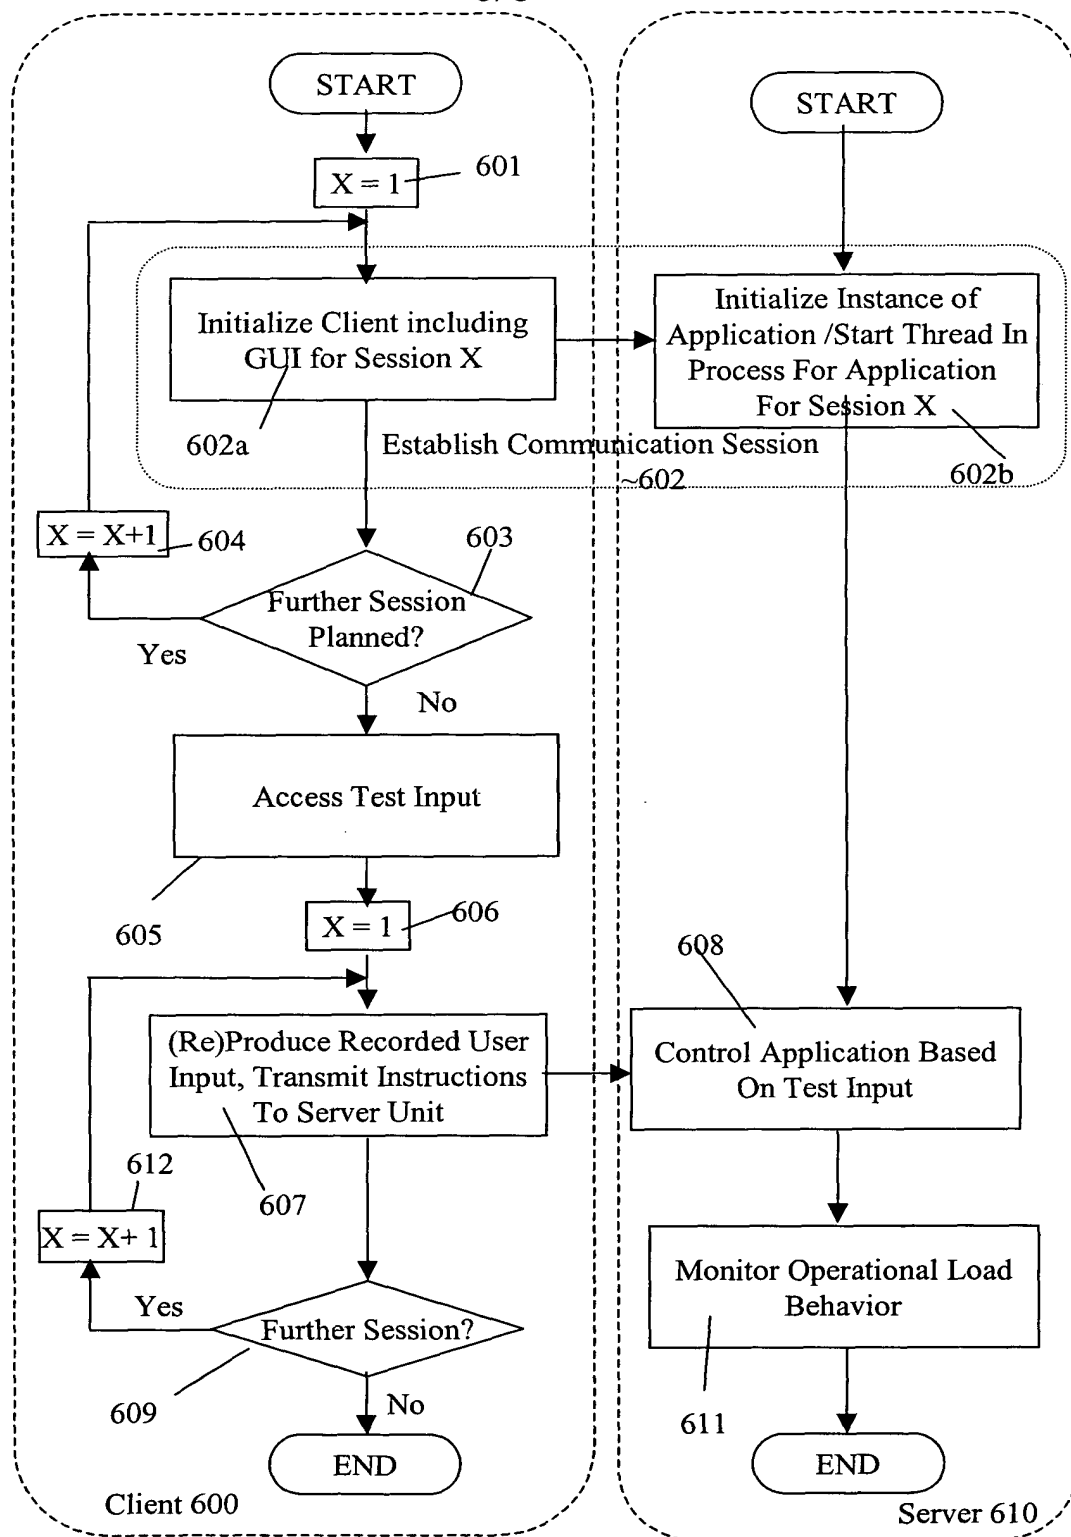 START
START
X = 1
601
Initialize Client including
GUI for Session X
602a
Initialize Instance of
Application /Start Thread In
Process For Application
For Session X
602b
Establish Communication Session
~602
X = X+1
604
603
Further Session
Planned?
Yes
No
Access Test Input
605
X = 1
606
608
(Re)Produce Recorded User
Input, Transmit Instructions
To Server Unit
607
Control Application Based
On Test Input
612
X = X+ 1
Yes
Further Session?
609
No
Monitor Operational Load
Behavior
611
END
END
Client 600
Server 610